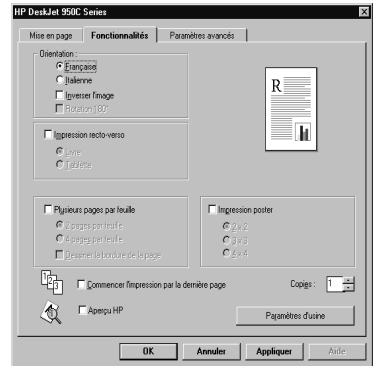 HP DeskJet 950C Series
Mise en page Fonctionnalités Paramètres avancés
Orientation :
Française
Italienne
Inverser l'image
Rotation 180°
R
Impression recto-verso
Livre
Tablette
Plusieurs pages par feuille
2 pages par feuille
4 pages par feuille
Dessiner la bordure de la page
Impression poster
2 x 2
3 x 3
4 x 4
1 2 3
Commencer l'impression par la dernière page
Copies : 1
Aperçu HP
Paramètres d'usine
OK Annuler Appliquer Aide